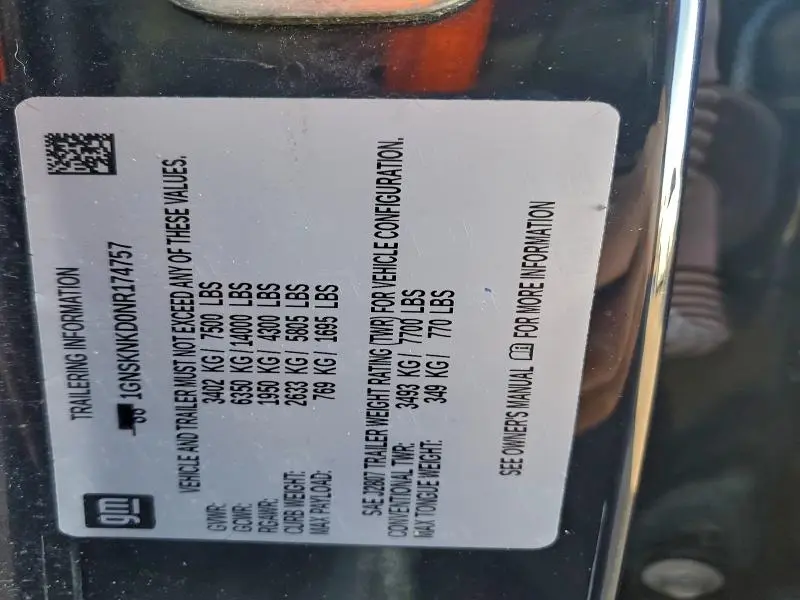 gm
TRAILERING INFORMATION
1GNSKNKD0NR174757
VEHICLE AND TRAILER MUST NOT EXCEED ANY OF THESE VALUES.
GVWR: 3402 KG / 7500 LBS
GCWR: 6350 KG / 14000 LBS
RGAWR: 1950 KG / 4300 LBS
CURB WEIGHT: 2633 KG / 5805 LBS
MAX PAYLOAD: 769 KG / 1695 LBS
SAE J2807 TRAILER WEIGHT RATING (TWR) FOR VEHICLE CONFIGURATION.
CONVENTIONAL TWR: 3493 KG / 7700 LBS
MAX TONGUE WEIGHT: 349 KG / 770 LBS
SEE OWNER'S MANUAL FOR MORE INFORMATION